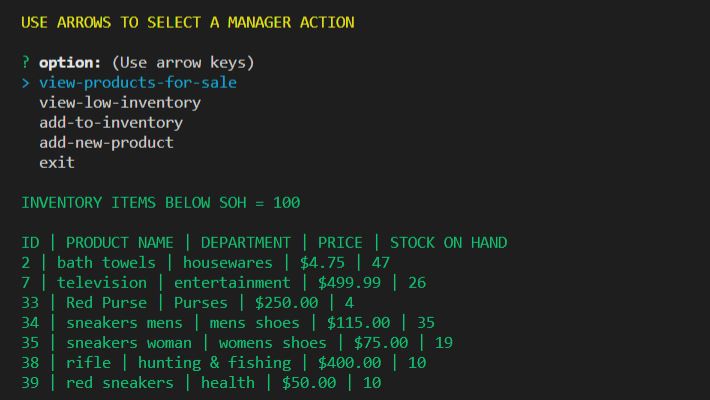 USE ARROWS TO SELECT A MANAGER ACTION
? option: (Use arrow keys)
> view-products-for-sale
view-low-inventory
add-to-inventory
add-new-product
exit
INVENTORY ITEMS BELOW SOH = 100
ID | PRODUCT NAME | DEPARTMENT | PRICE | STOCK ON HAND
2 | bath towels | housewares | $4.75 | 47
7 | television | entertainment | $499.99 | 26
33 | Red Purse | Purses | $250.00 | 4
34 | sneakers mens | mens shoes | $115.00 | 35
35 | sneakers woman | womens shoes | $75.00 | 19
38 | rifle | hunting & fishing | $400.00 | 10
39 | red sneakers | health | $50.00 | 10